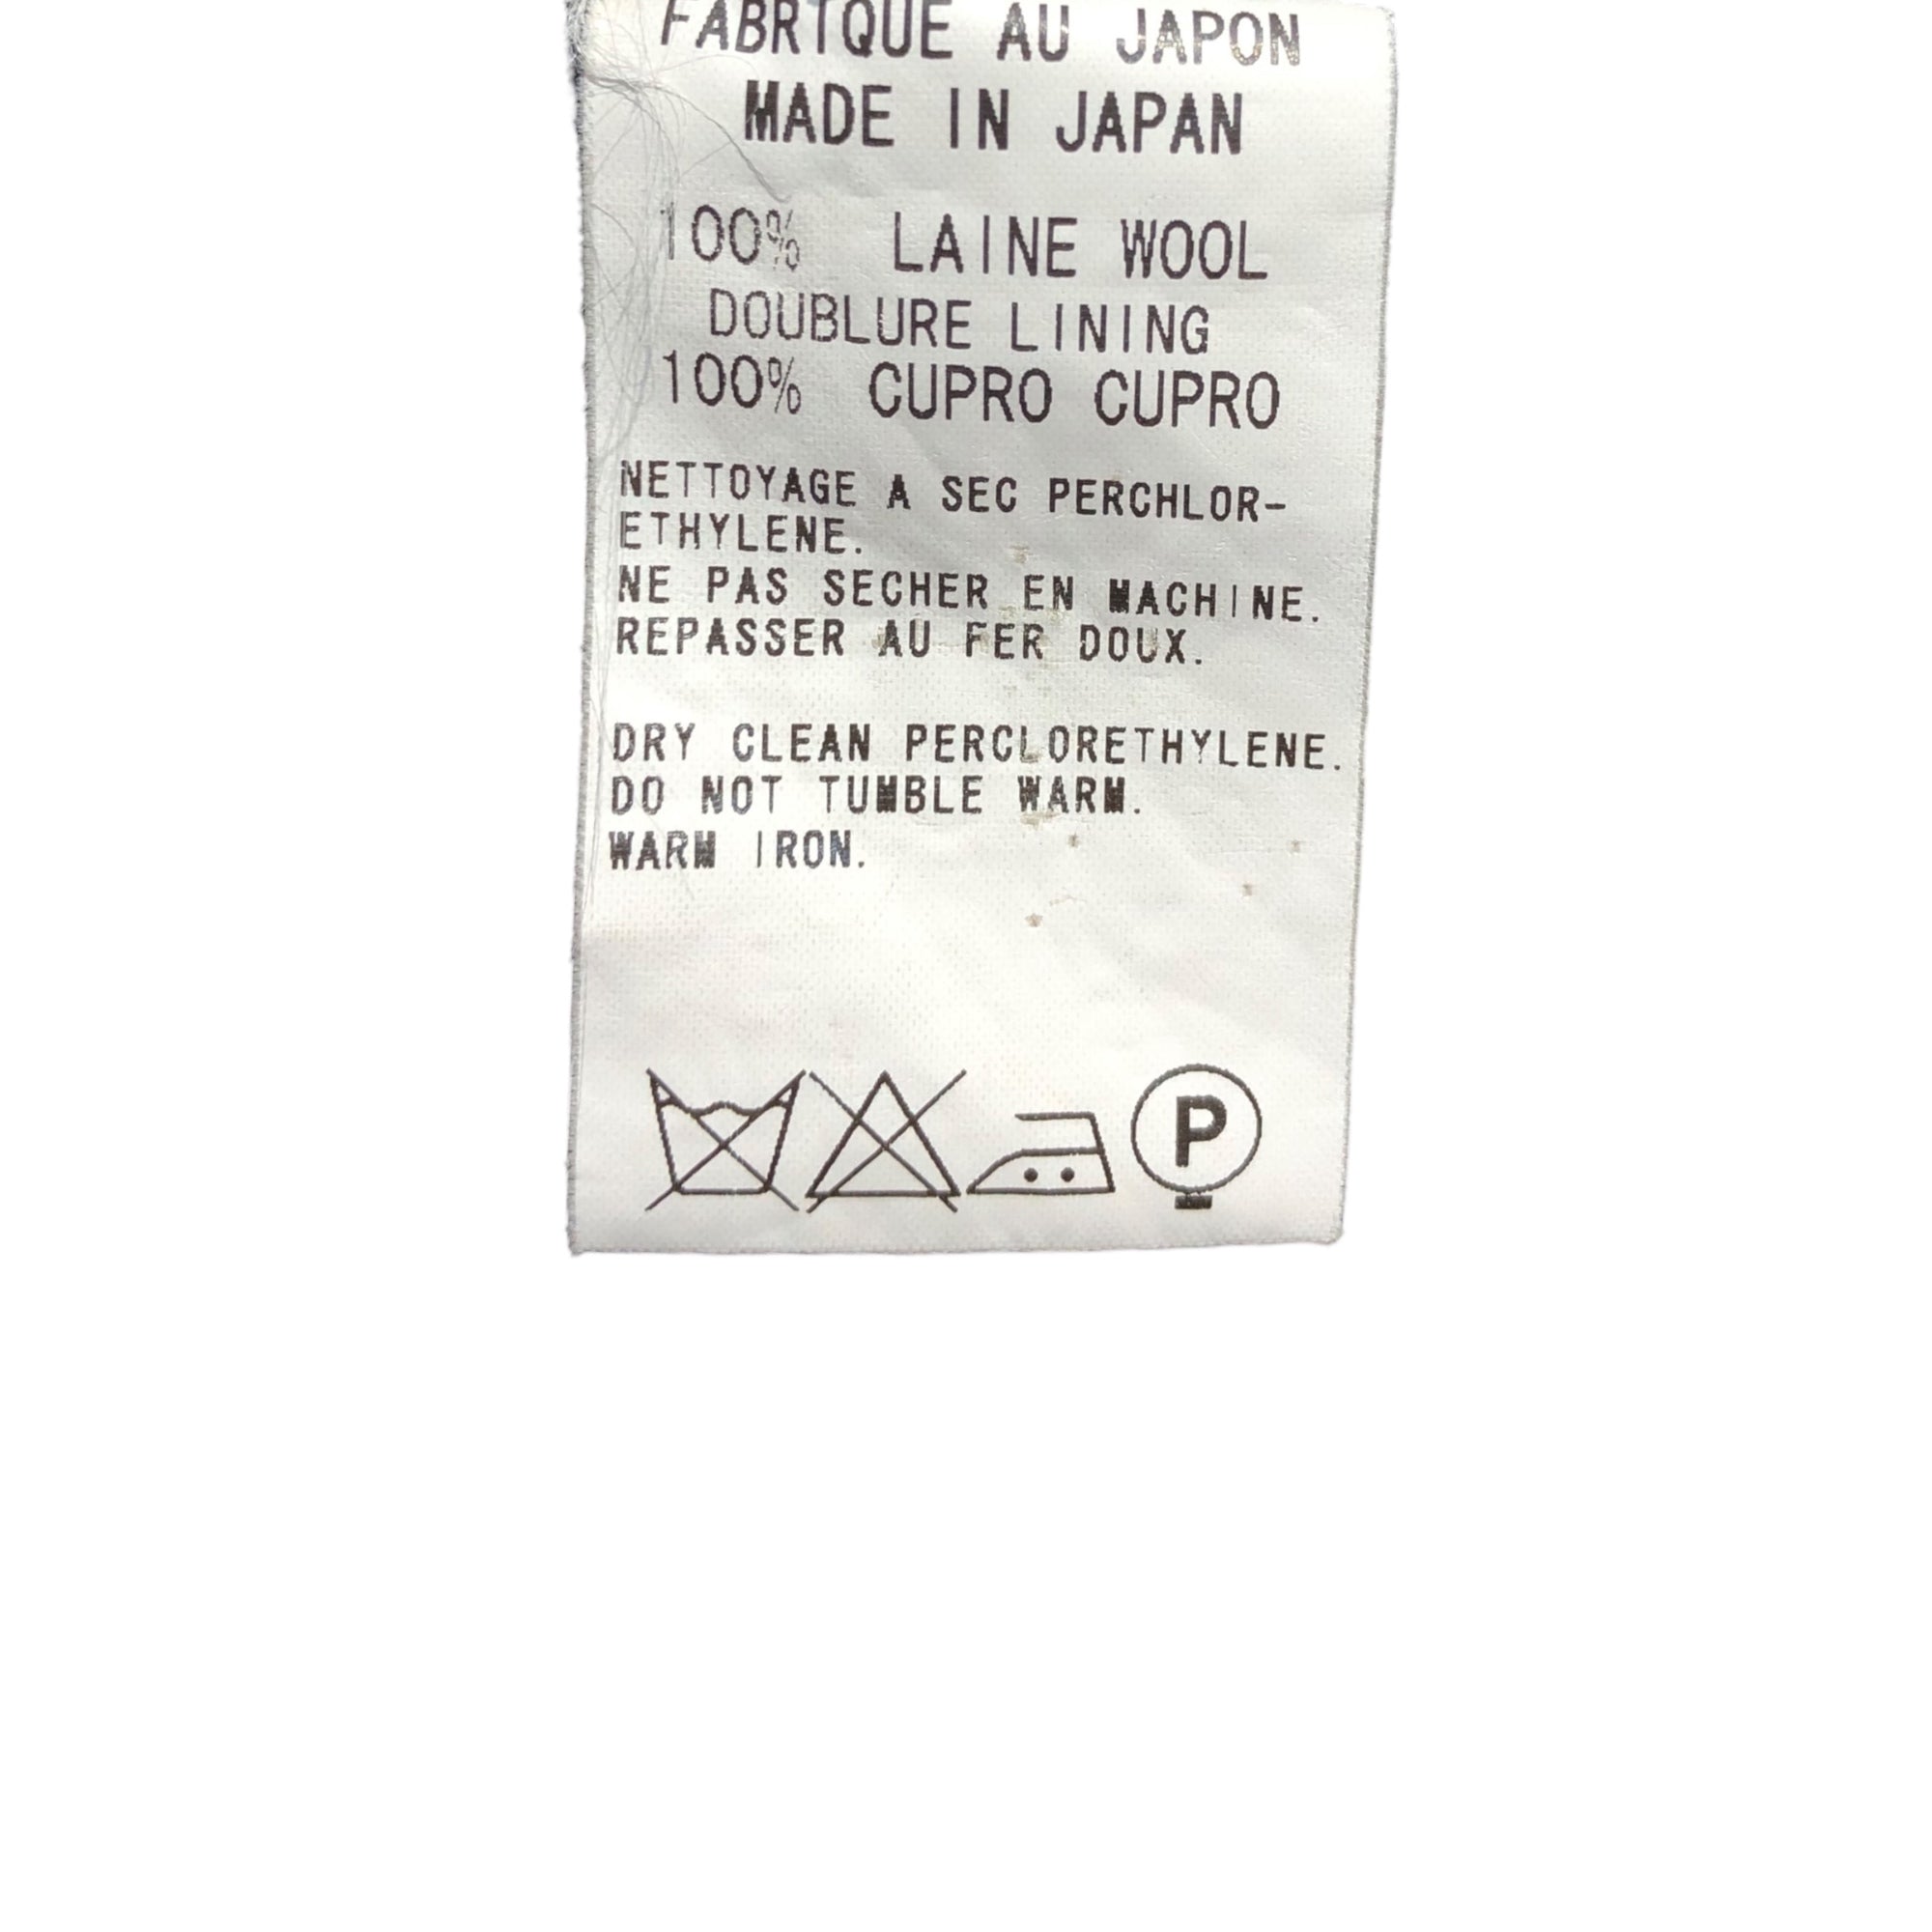 FABRIQUE AU JAPON
MADE IN JAPAN
100% LAINE WOOL
DOUBLURE LINING
100% CUPRO CUPRO
NETTOYAGE A SEC PERCHLOR-
ETHYLENE.
NE PAS SECHER EN MACHINE.
REPASSER AU FER DOUX.
DRY CLEAN PERCLORETHYLENE.
DO NOT TUMBLE WARM.
WARM IRON.
P